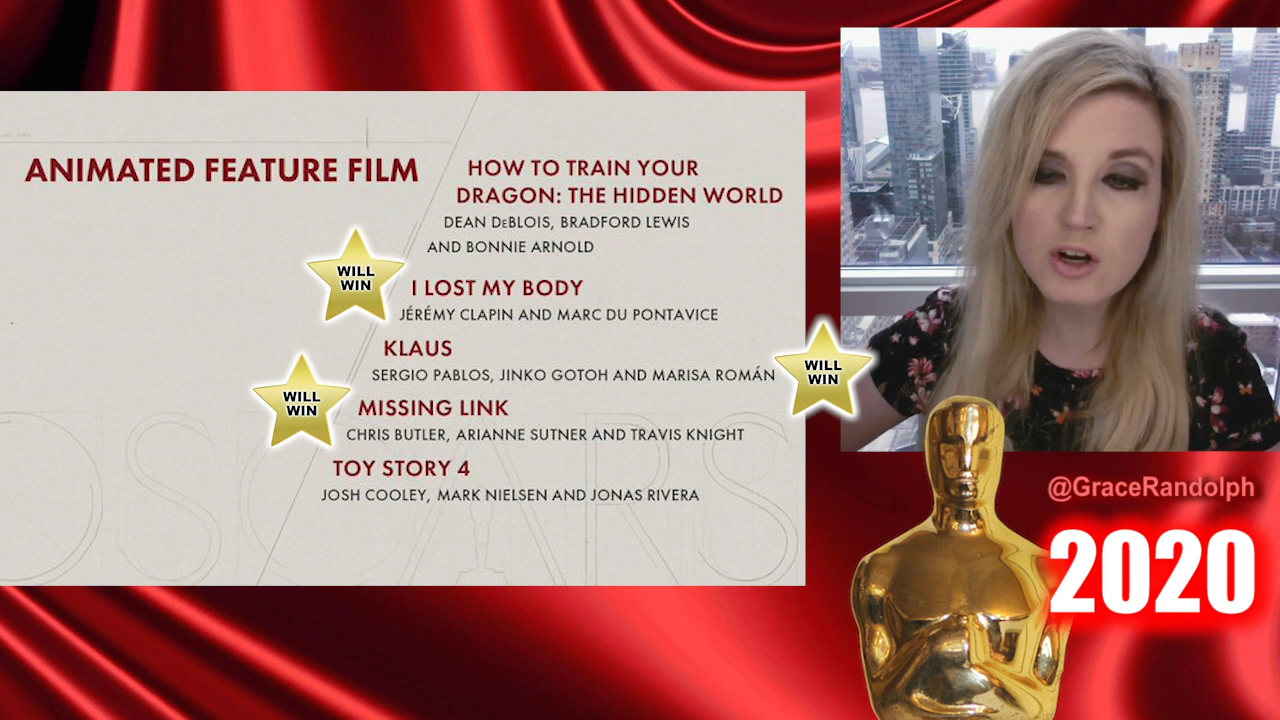 ANIMATED FEATURE FILM
HOW TO TRAIN YOUR
DRAGON: THE HIDDEN WORLD
DEAN DeBLOIS, BRADFORD LEWIS
AND BONNIE ARNOLD
WILL
WIN
I LOST MY BODY
JÉRÉMY CLAPIN AND MARC DU PONTAVICE
KLAUS
SERGIO PABLOS, JINKO GOTOH AND MARISA ROMÁN
WILL
WIN
WILL
WIN
MISSING LINK
CHRIS BUTLER, ARIANNE SUTNER AND TRAVIS KNIGHT
TOY STORY 4
JOSH COOLEY, MARK NIELSEN AND JONAS RIVERA
OSCARS
@GraceRandolph
2020